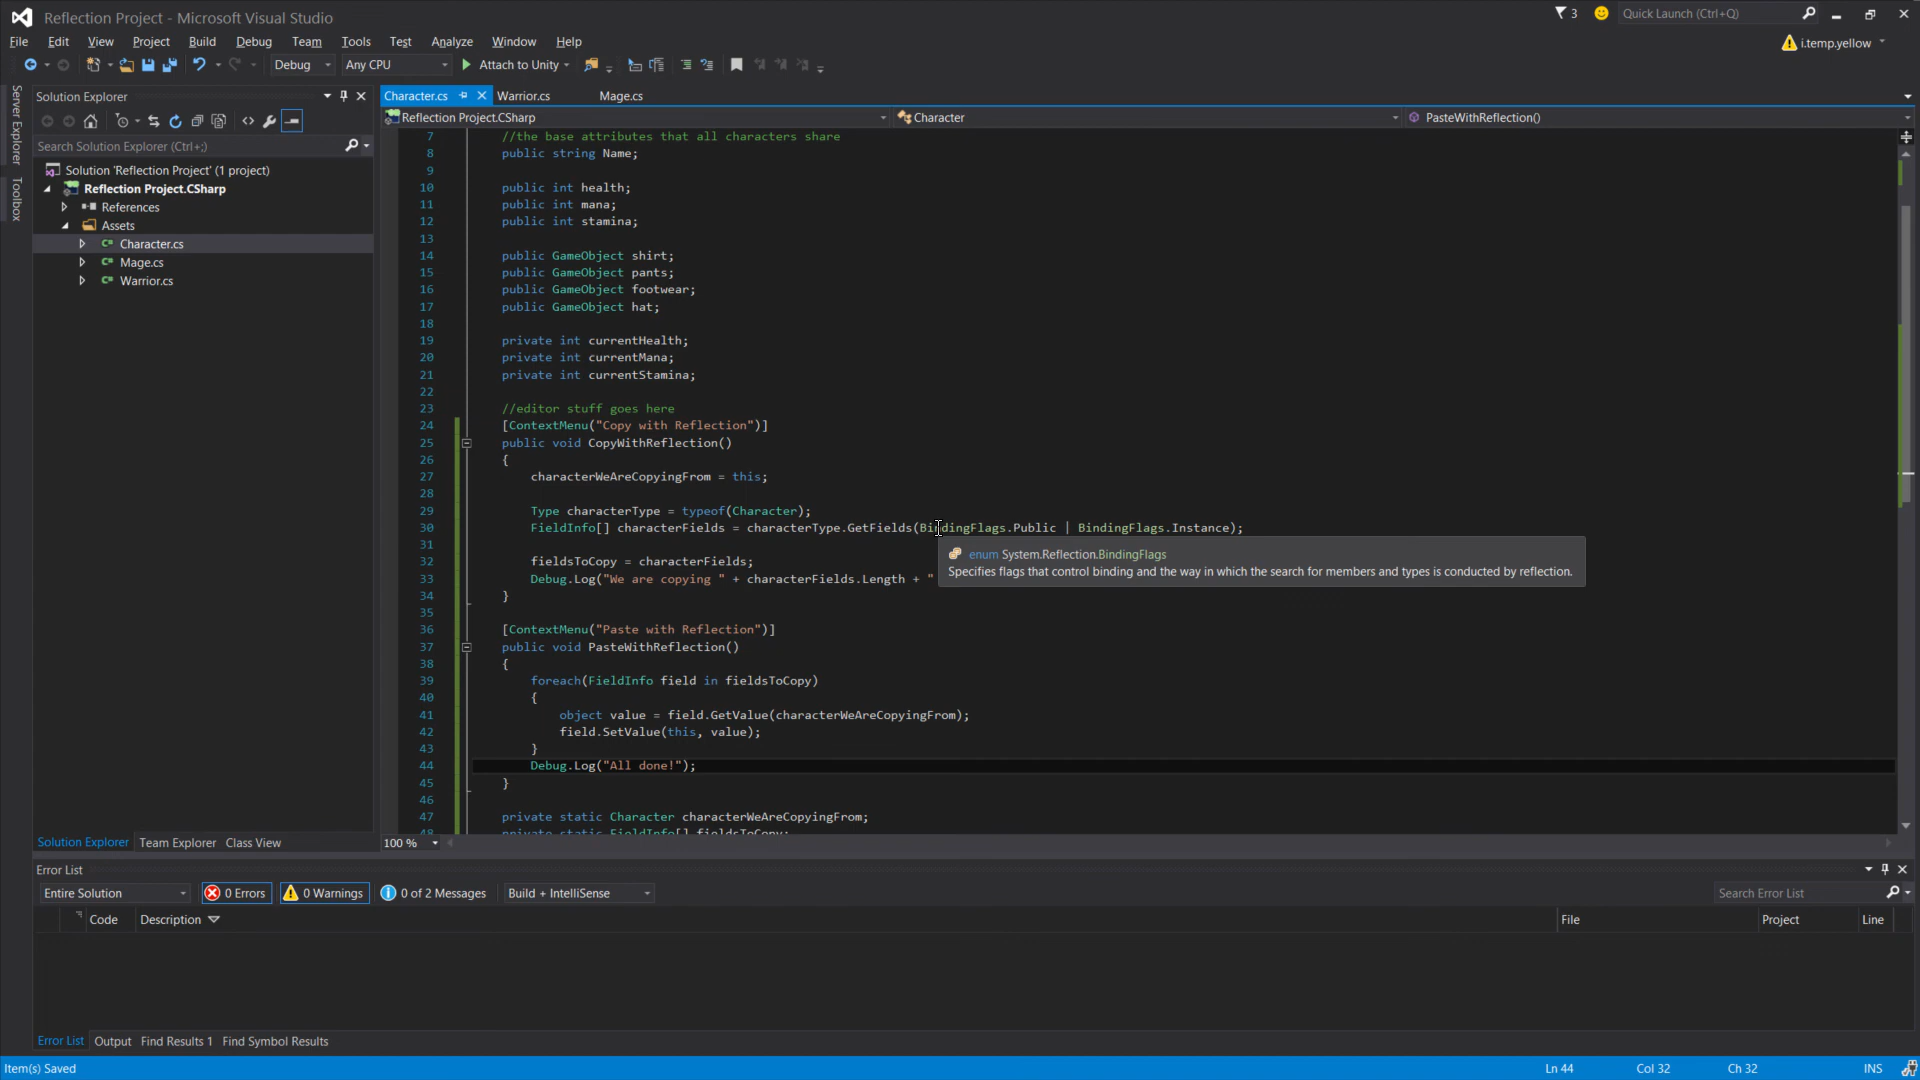 Reflection Project - Microsoft Visual Studio
3
Quick Launch (Ctrl+Q)
File Edit View Project Build Debug Team Tools Test Analyze Window Help
i.temp.yellow
Debug Any CPU Attach to Unity
Server Explorer
Toolbox
Solution Explorer
Search Solution Explorer (Ctrl+;)
Solution 'Reflection Project' (1 project)
Reflection Project.CSharp
References
Assets
Character.cs
Mage.cs
Warrior.cs
Character.cs Warrior.cs Mage.cs
Reflection Project.CSharp Character PasteWithReflection()
7 //the base attributes that all characters share
8 public string Name;
9
10 public int health;
11 public int mana;
12 public int stamina;
13
14 public GameObject shirt;
15 public GameObject pants;
16 public GameObject footwear;
17 public GameObject hat;
18
19 private int currentHealth;
20 private int currentMana;
21 private int currentStamina;
22
23 //editor stuff goes here
24 [ContextMenu("Copy with Reflection")]
25 public void CopyWithReflection()
26 {
27 characterWeAreCopyingFrom = this;
28
29 Type characterType = typeof(Character);
30 FieldInfo[] characterFields = characterType.GetFields(BindingFlags.Public | BindingFlags.Instance);
31
32 fieldsToCopy = characterFields;
33 Debug.Log("We are copying " + characterFields.Length + "
34 }
35
36 [ContextMenu("Paste with Reflection")]
37 public void PasteWithReflection()
38 {
39 foreach(FieldInfo field in fieldsToCopy)
40 {
41 object value = field.GetValue(characterWeAreCopyingFrom);
42 field.SetValue(this, value);
43 }
44 Debug.Log("All done!");
45 }
46
47 private static Character characterWeAreCopyingFrom;
48 private static FieldInfo[] fieldsToCopy;
enum System.Reflection.BindingFlags
Specifies flags that control binding and the way in which the search for members and types is conducted by reflection.
Solution Explorer Team Explorer Class View
100 %
Error List
Entire Solution 0 Errors 0 Warnings 0 of 2 Messages Build + IntelliSense Search Error List
Code Description File Project Line
Error List Output Find Results 1 Find Symbol Results
Item(s) Saved Ln 44 Col 32 Ch 32 INS